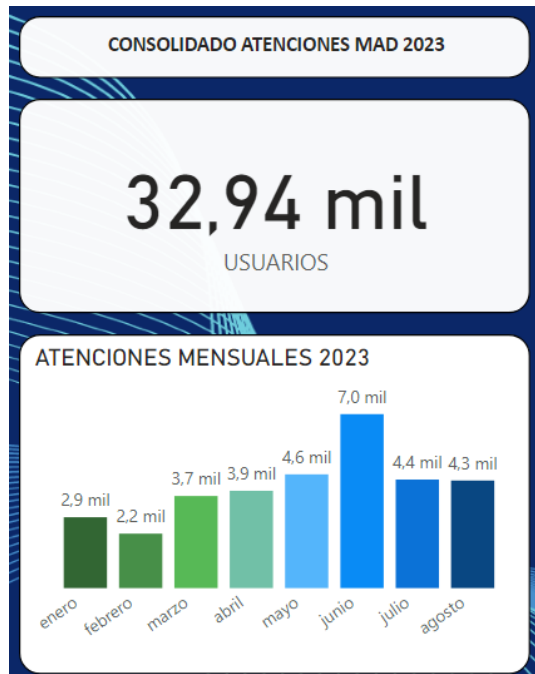 CONSOLIDADO ATENCIONES MAD 2023
32,94 mil
USUARIOS
ATENCIONES MENSUALES 2023
7,0 mil
4,6 mil
4,4 mil 4,3 mil
3,7 mil 3,9 mil
2,9 mil
2,2 mil
enero febrero marzo abril mayo junio julio agosto